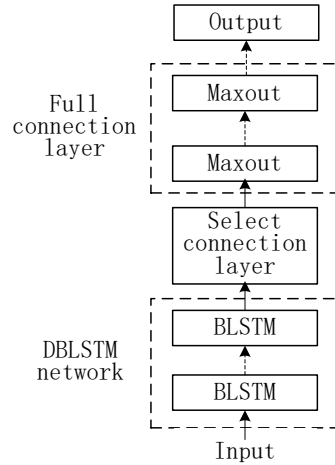 Output
Full
connection
layer
Maxout
Maxout
Select
connection
layer
DBLSTM
network
BLSTM
BLSTM
Input